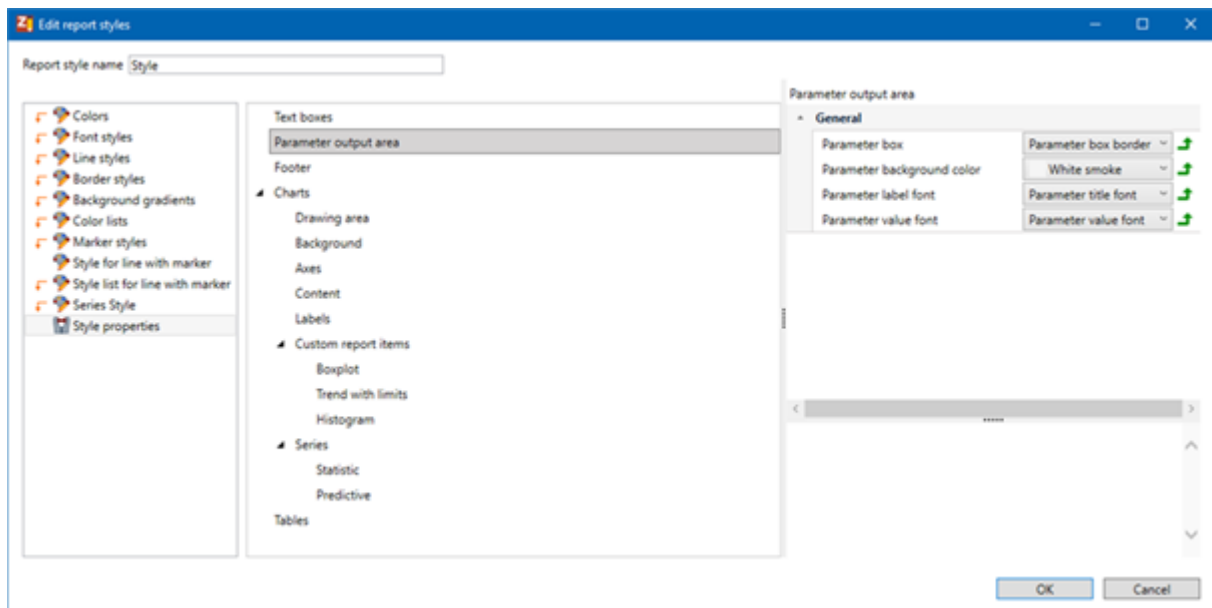 Edit report styles
Report style name Style
Colors
Font styles
Line styles
Border styles
Background gradients
Color lists
Marker styles
Style for line with marker
Style list for line with marker
Series Style
Style properties
Text boxes
Parameter output area
Footer
Charts
Drawing area
Background
Axes
Content
Labels
Custom report items
Boxplot
Trend with limits
Histogram
Series
Statistic
Predictive
Tables
Parameter output area
General
Parameter box Parameter box border
Parameter background color White smoke
Parameter label font Parameter title font
Parameter value font Parameter value font
OK Cancel